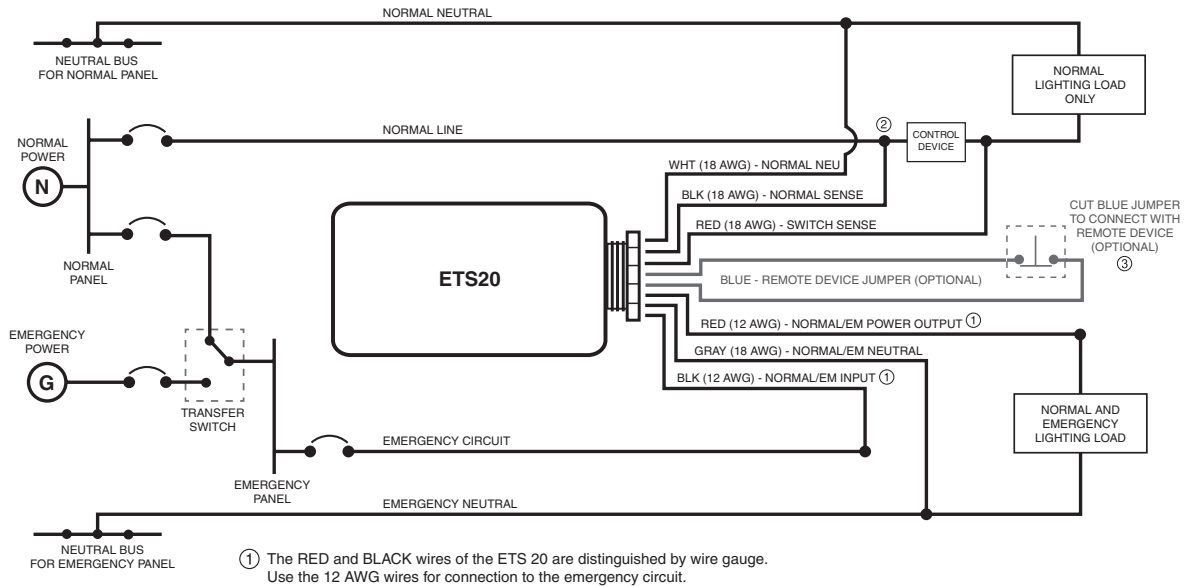 NORMAL NEUTRAL
NEUTRAL BUS
FOR NORMAL PANEL
NORMAL
LIGHTING LOAD
ONLY
NORMAL
POWER
N
NORMAL LINE
②
CONTROL
DEVICE
WHT (18 AWG) - NORMAL NEU
BLK (18 AWG) - NORMAL SENSE
RED (18 AWG) - SWITCH SENSE
CUT BLUE JUMPER
TO CONNECT WITH
REMOTE DEVICE
(OPTIONAL)
③
NORMAL
PANEL
ETS20
BLUE - REMOTE DEVICE JUMPER (OPTIONAL)
RED (12 AWG) - NORMAL/EM POWER OUTPUT ①
GRAY (18 AWG) - NORMAL/EM NEUTRAL
BLK (12 AWG) - NORMAL/EM INPUT ①
EMERGENCY
POWER
G
TRANSFER
SWITCH
NORMAL AND
EMERGENCY
LIGHTING LOAD
EMERGENCY CIRCUIT
EMERGENCY
PANEL
EMERGENCY NEUTRAL
NEUTRAL BUS
FOR EMERGENCY PANEL
① The RED and BLACK wires of the ETS 20 are distinguished by wire gauge.
Use the 12 AWG wires for connection to the emergency circuit.